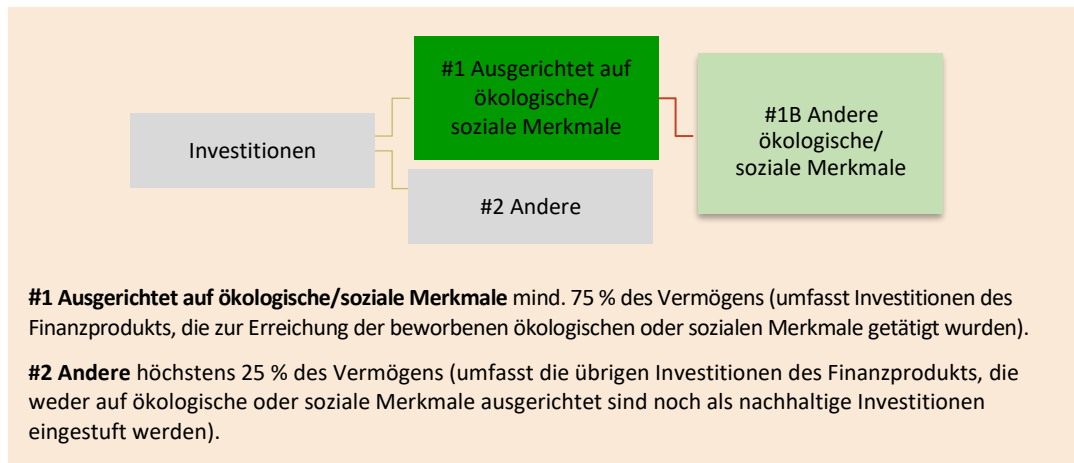 #1 Ausgerichtet auf
ökologische/
soziale Merkmale
#1B Andere
ökologische/
soziale Merkmale
Investitionen
#2 Andere
#1 Ausgerichtet auf ökologische/soziale Merkmale mind. 75 % des Vermögens (umfasst Investitionen des
Finanzprodukts, die zur Erreichung der beworbenen ökologischen oder sozialen Merkmale getätigt wurden).
#2 Andere höchstens 25 % des Vermögens (umfasst die übrigen Investitionen des Finanzprodukts, die
weder auf ökologische oder soziale Merkmale ausgerichtet sind noch als nachhaltige Investitionen
eingestuft werden).